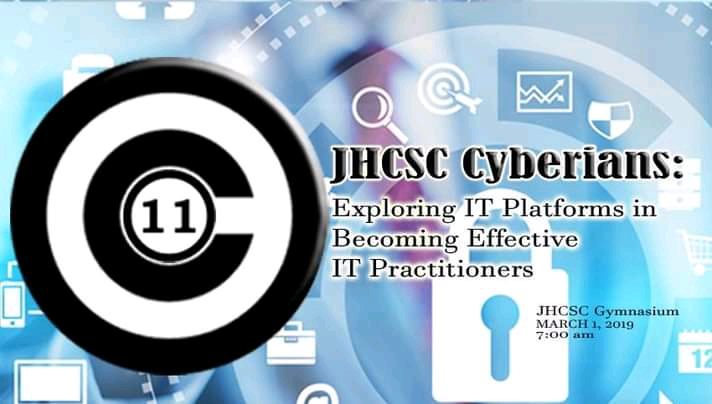 11
JHCSC Cyberians:
Exploring IT Platforms in
Becoming Effective
IT Practitioners
JHCSC Gymnasium
MARCH 1, 2019
7:00 am
12
@